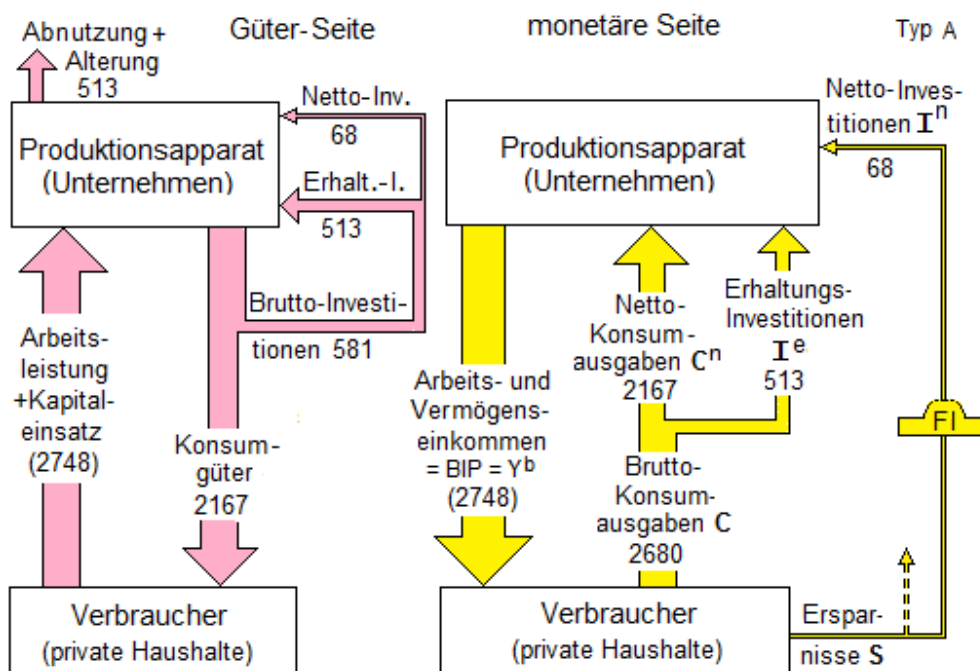 Abnutzung +
Alterung
513
Güter-Seite
monetäre Seite
Typ A
Netto-Inv.
68
Produktionsapparat
(Unternehmen)
Erhalt.-I.
513
Brutto-Investi-
tionen 581
Arbeits-
leistung
+Kapital-
einsatz
(2748)
Konsum-
güter
2167
Verbraucher
(private Haushalte)
Produktionsapparat
(Unternehmen)
Netto-Inves-
titionen Iⁿ
68
Netto-
Konsum-
ausgaben Cⁿ
2167
Erhaltungs-
Investitionen
Iᵉ
513
Arbeits- und
Vermögens-
einkommen
= BIP = Yᵇ
(2748)
Brutto-
Konsum-
ausgaben C
2680
FI
Verbraucher
(private Haushalte)
Erspar-
nisse S